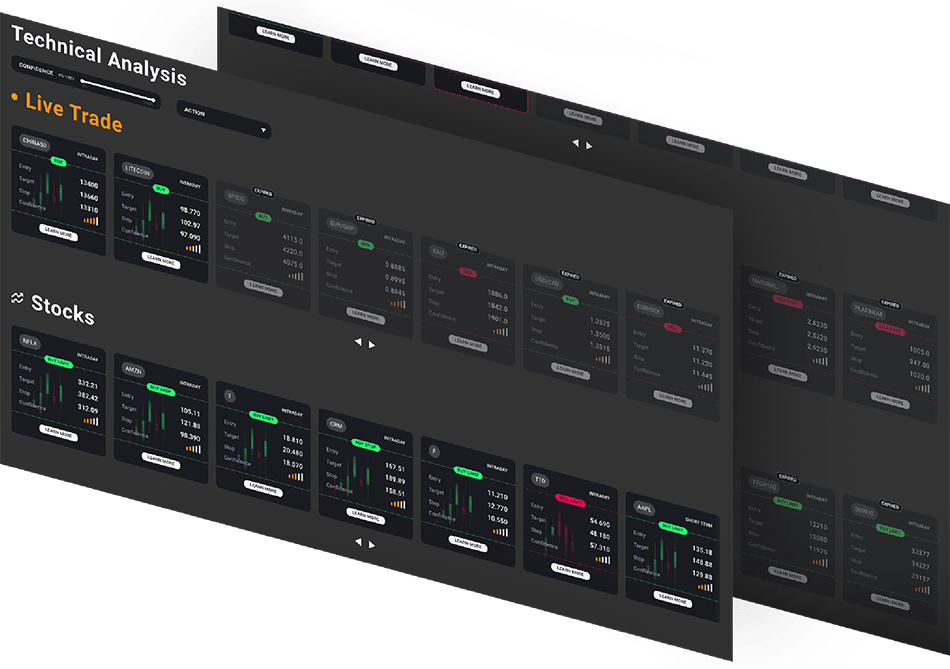 LEARN MORE
LEARN MORE
LEARN MORE
LEARN MORE
LEARN MORE
LEARN MORE
LEARN MORE
Technical Analysis
CONFIDENCE 0% - 100%
ACTION
Live Trade
CHINA50
BUY
INTRADAY
Entry 13400
Target 13660
Stop 13310
Confidence
LEARN MORE
LITECOIN
BUY
INTRADAY
Entry 98.770
Target 102.97
Stop 97.090
Confidence
LEARN MORE
EXPIRED
BUY
INTRADAY
Entry 4115.0
Target 4220.0
Stop 4075.0
Confidence
LEARN MORE
EXPIRED
EUR/GBP
BUY
INTRADAY
Entry 0.8885
Target 0.8995
Stop 0.8845
Confidence
LEARN MORE
EXPIRED
XAU
SELL
INTRADAY
Entry 1886.0
Target 1842.0
Stop 1901.0
Confidence
LEARN MORE
EXPIRED
USD/CAD
BUY
INTRADAY
Entry 1.3375
Target 1.3500
Stop 1.3315
Confidence
LEARN MORE
EXPIRED
EUR/SEK
SELL
INTRADAY
Entry 11.370
Target 11.220
Stop 11.445
Confidence
LEARN MORE
EXPIRED
NATURAL...
SELL LIMIT
INTRADAY
Entry 2.8230
Target 2.5220
Stop 2.9230
Confidence
LEARN MORE
EXPIRED
PLATINUM
SELL LIMIT
INTRADAY
Entry 1005.0
Target 947.00
Stop 1020.0
Confidence
LEARN MORE
Stocks
NFLX
BUY LIMIT
INTRADAY
Entry 332.21
Target 382.42
Stop 312.09
Confidence
LEARN MORE
AMZN
BUY LIMIT
INTRADAY
Entry 105.11
Target 121.88
Stop 98.390
Confidence
LEARN MORE
T
BUY LIMIT
INTRADAY
Entry 18.810
Target 20.480
Stop 18.070
Confidence
LEARN MORE
CRM
BUY STOP
INTRADAY
Entry 167.51
Target 189.89
Stop 158.51
Confidence
LEARN MORE
F
BUY LIMIT
INTRADAY
Entry 11.210
Target 12.770
Stop 10.550
Confidence
LEARN MORE
TTD
SELL LIMIT
INTRADAY
Entry 54.690
Target 48.180
Stop 57.310
Confidence
LEARN MORE
AAPL
BUY LIMIT
SHORT TERM
Entry 135.18
Target 148.88
Stop 129.88
Confidence
LEARN MORE
EXPIRED
TECH100
BUY LIMIT
INTRADAY
Entry 12210
Target 13080
Stop 11920
Confidence
LEARN MORE
EXPIRED
BUY LIMIT
INTRADAY
Entry 33377
Target 34227
Stop 33127
Confidence
LEARN MORE